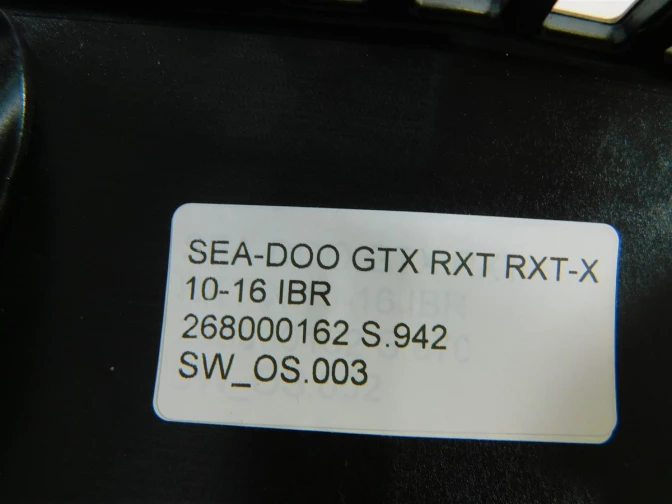 SEA-DOO GTX RXT RXT-X
10-16 IBR
268000162 S.942
SW_OS.003